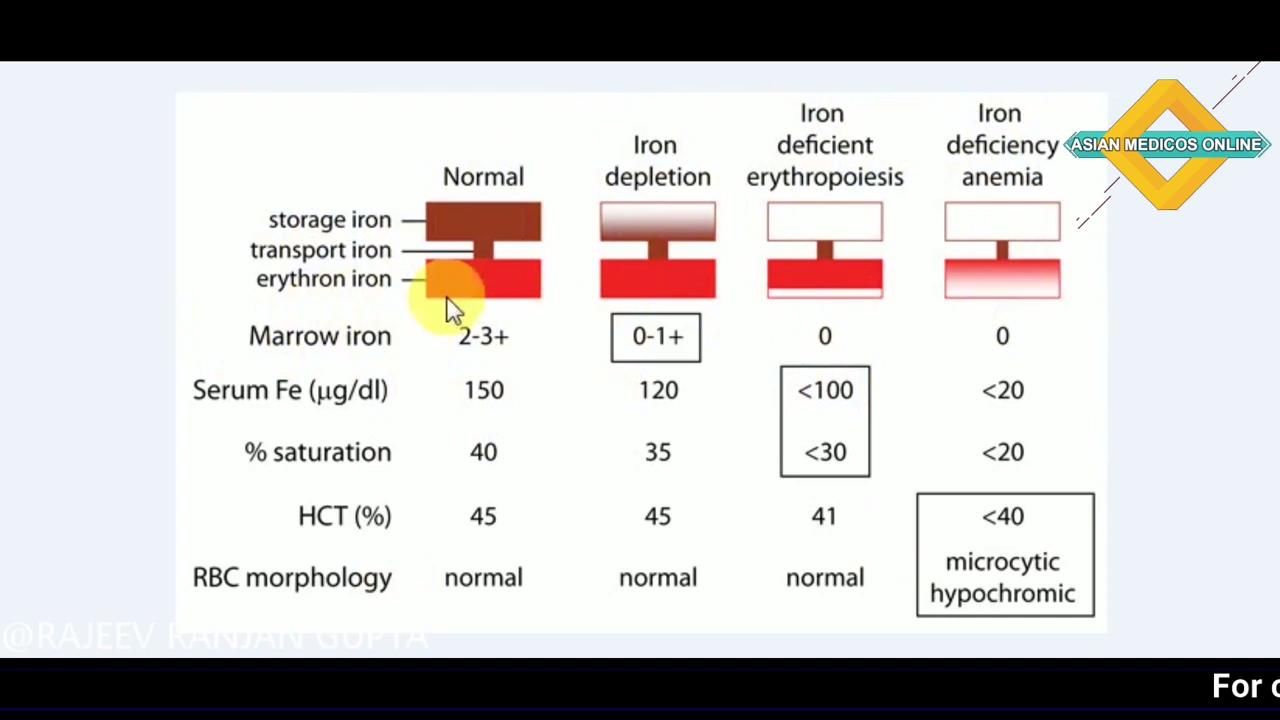 Iron
deficient
erythropoiesis
Iron
deficiency
anemia
ASIAN MEDICOS ONLINE
Iron
depletion
Normal
storage iron
transport iron
erythron iron
Marrow iron 2-3+ 0-1+ 0 0
Serum Fe (µg/dl) 150 120 <100 <20
% saturation 40 35 <30 <20
HCT (%) 45 45 41 <40
RBC morphology normal normal normal microcytic
hypochromic
@RAJEEV RANJAN GUPTA
For